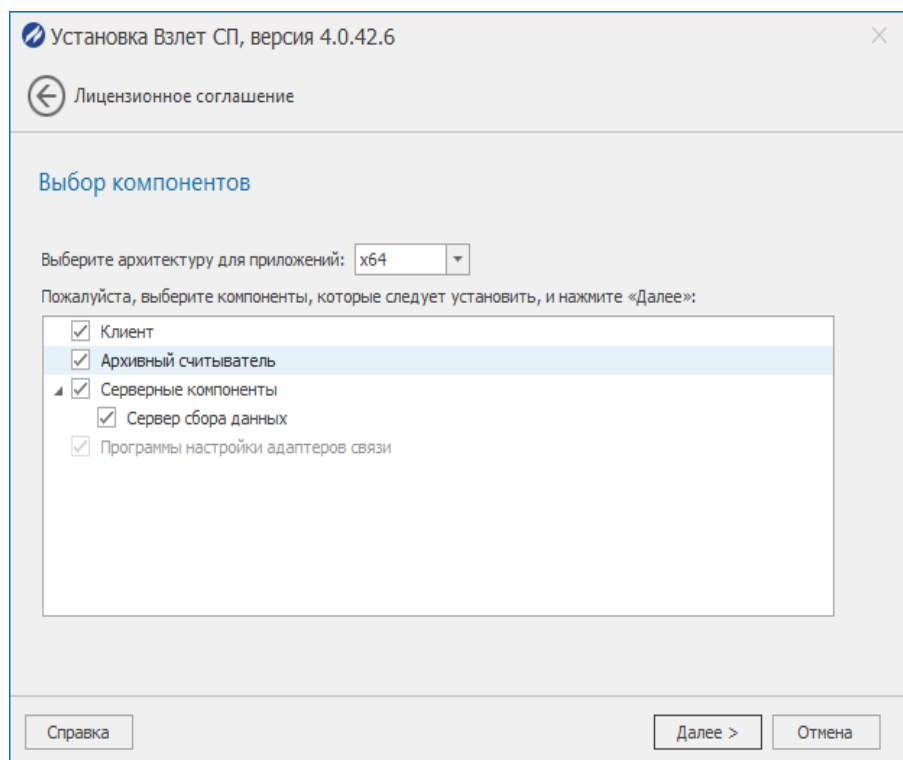 Установка Взлет СП, версия 4.0.42.6
Лицензионное соглашение
Выбор компонентов
Выберите архитектуру для приложений: x64
Пожалуйста, выберите компоненты, которые следует установить, и нажмите «Далее»:
Клиент
Архивный считыватель
Серверные компоненты
Сервер сбора данных
Программы настройки адаптеров связи
Справка Далее > Отмена